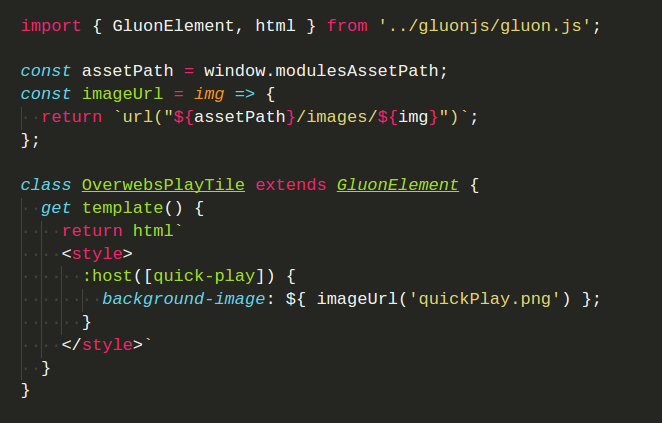 import { GluonElement, html } from '../gluonjs/gluon.js';
const assetPath = window.modulesAssetPath;
const imageUrl = img => {
  return `url("${assetPath}/images/${img}")`;
};
class OverwebsPlayTile extends GluonElement {
  get template() {
    return html`
    <style>
      :host([quick-play]) {
        background-image: ${ imageUrl('quickPlay.png') };
      }
    </style>`
  }
}